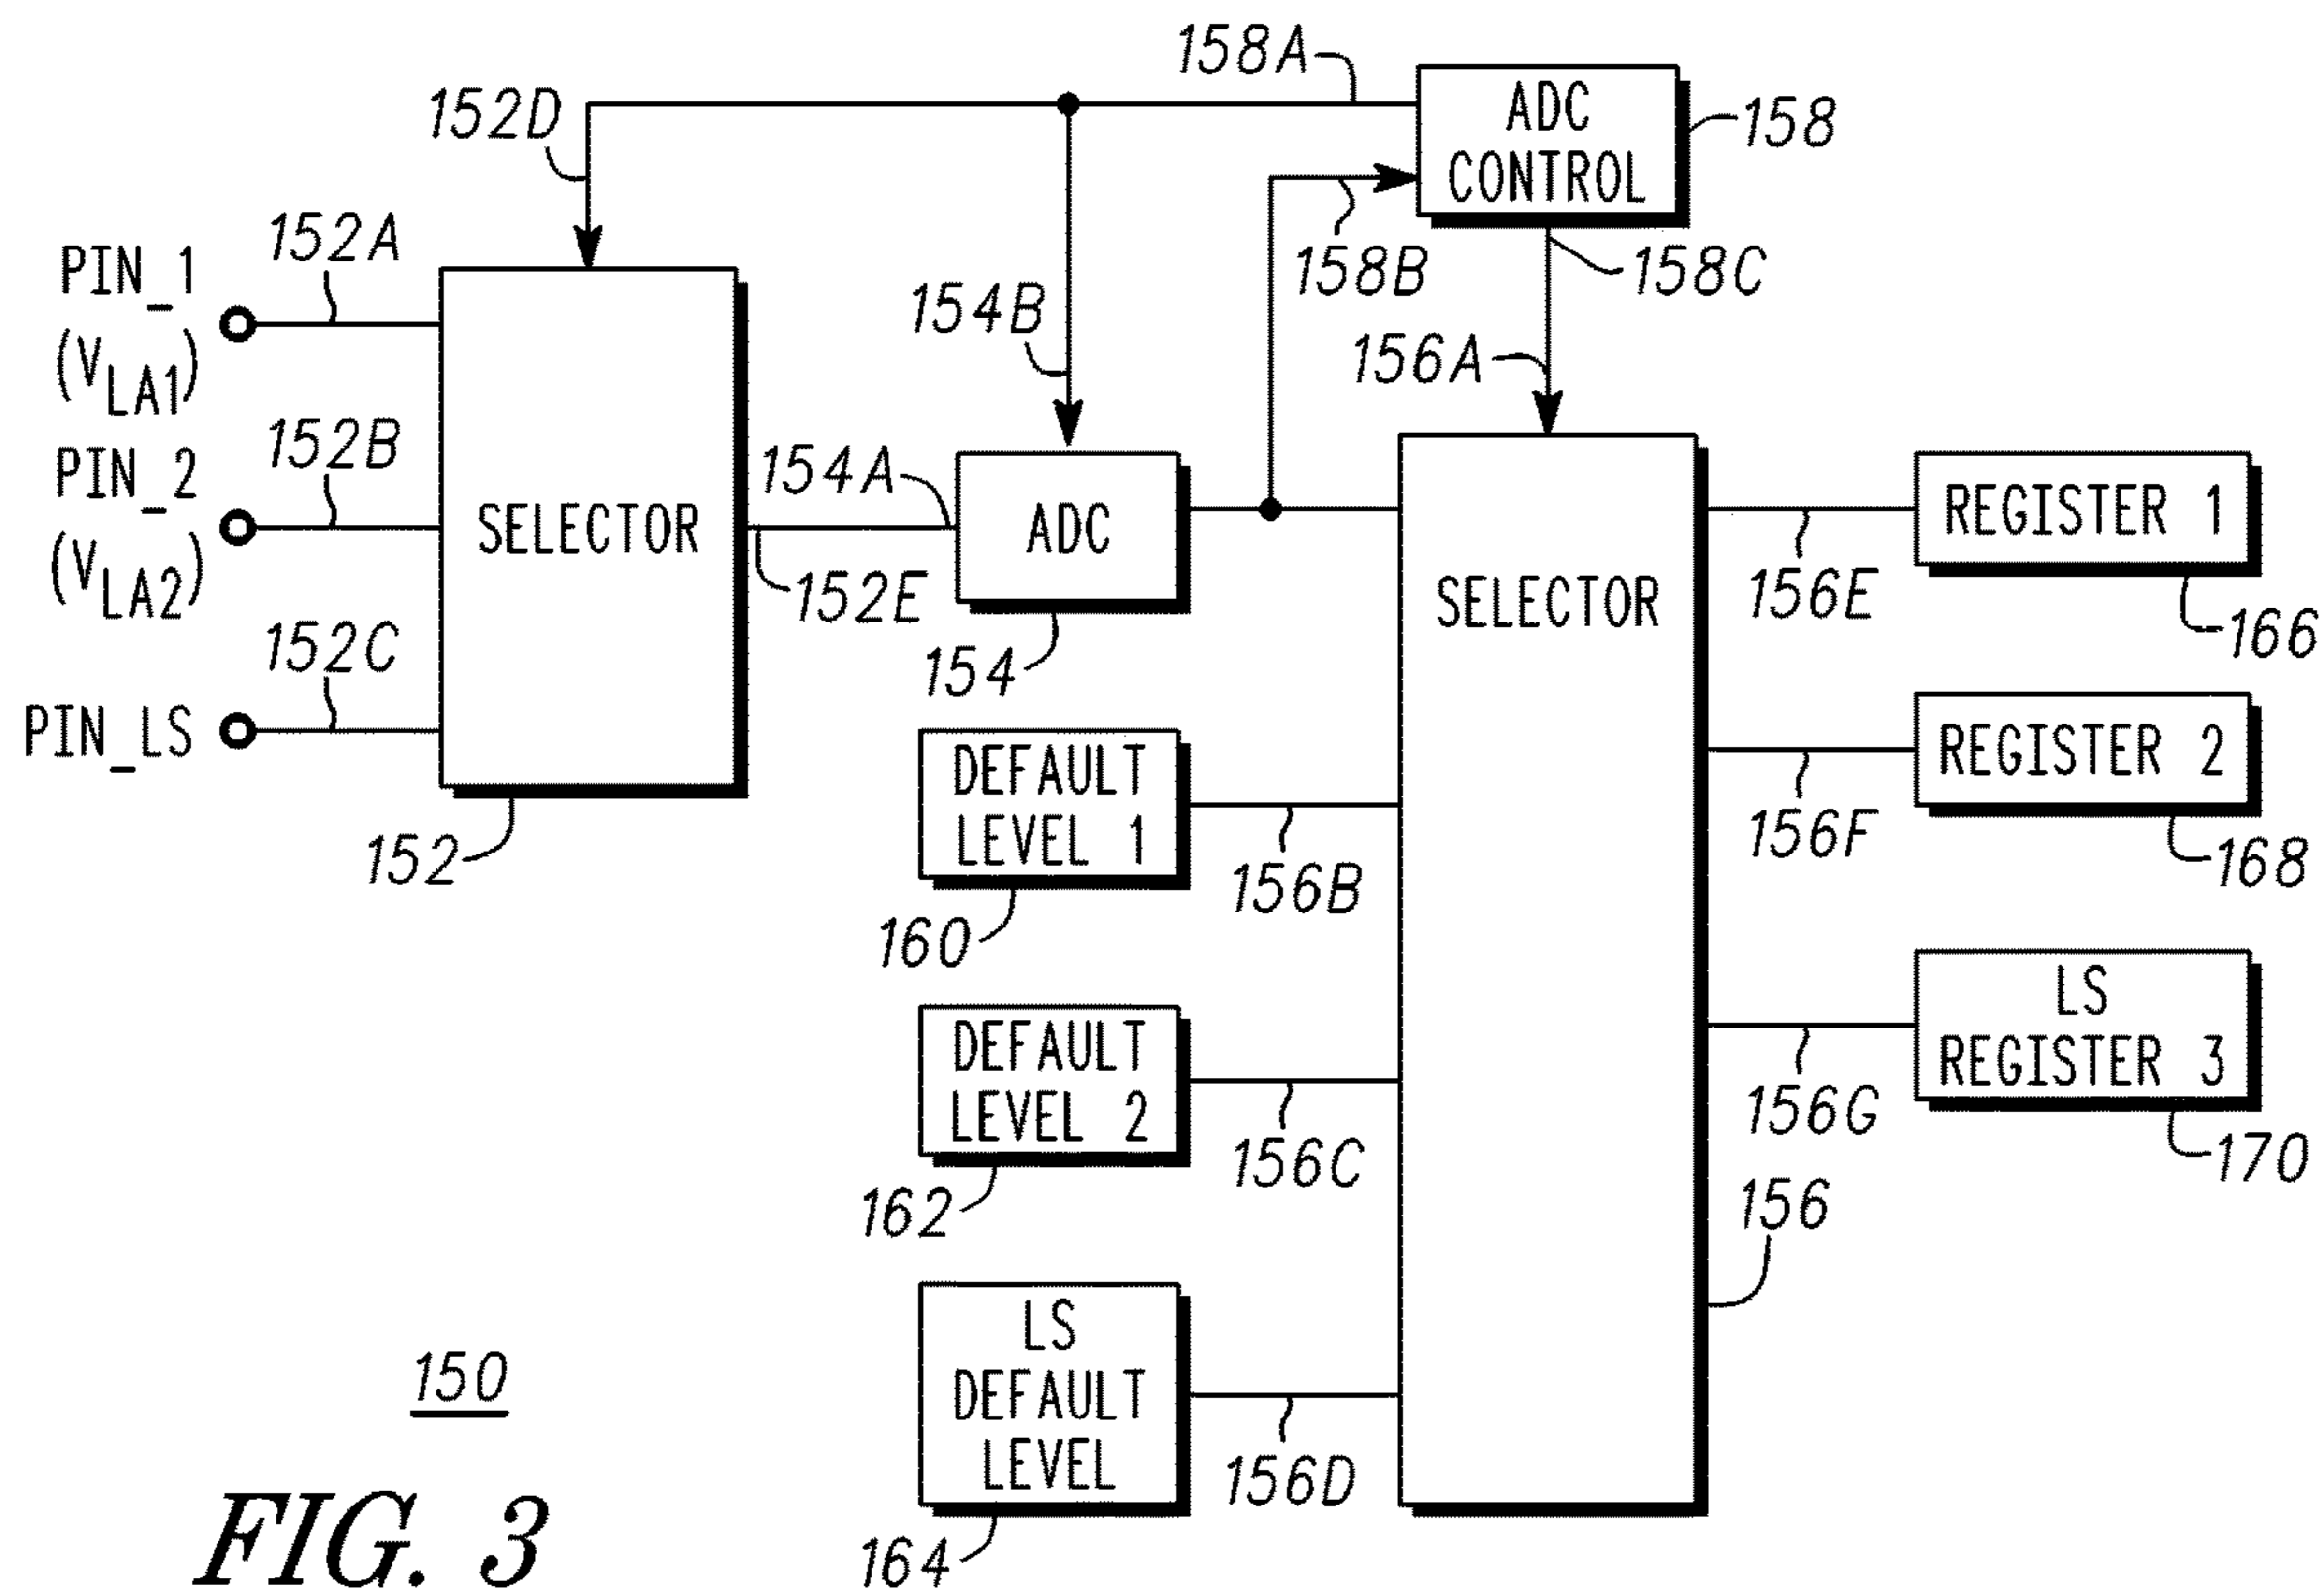 158A
ADC
CONTROL
158
152D
152A
PIN_1
(VLA1)
154B
158B
158C
156A
152B
PIN_2
(VLA2)
SELECTOR
154A
152E
ADC
154
SELECTOR
REGISTER 1
156E
166
152C
PIN_LS
152
DEFAULT
LEVEL 1
156B
160
REGISTER 2
156F
168
DEFAULT
LEVEL 2
156C
162
LS
REGISTER 3
156G
170
156
LS
DEFAULT
LEVEL
156D
164
150
FIG. 3